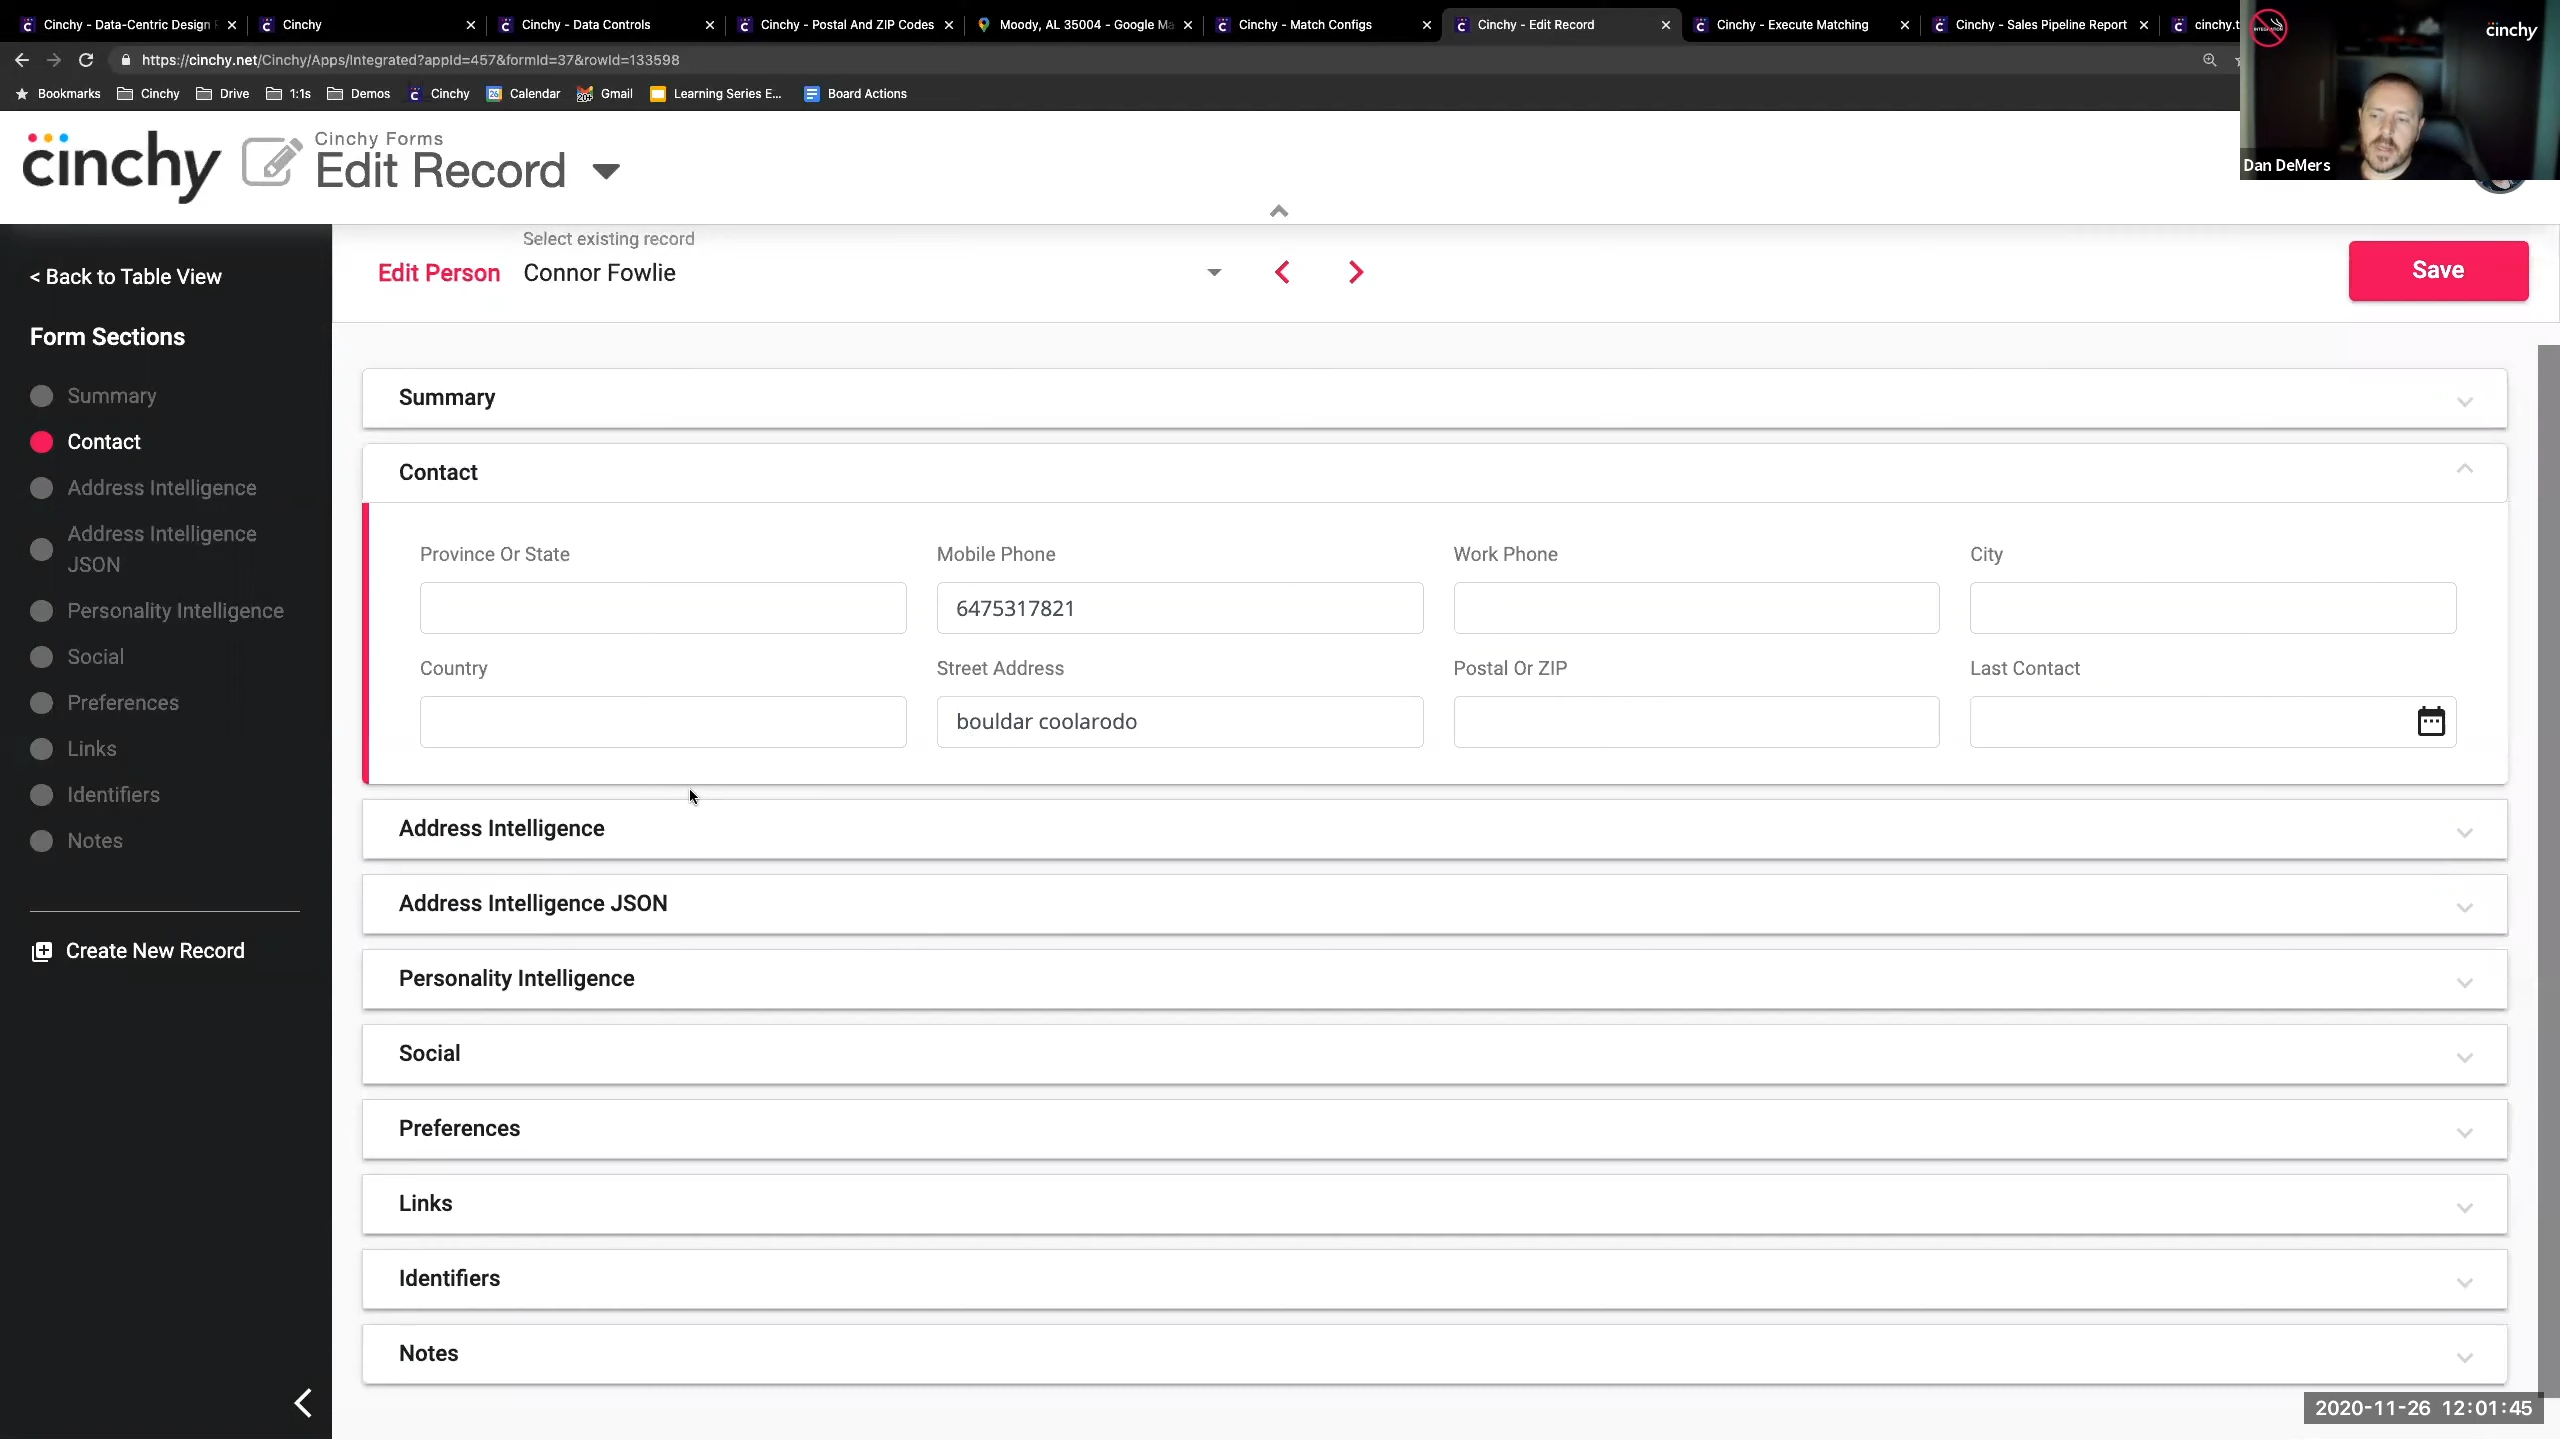 Cinchy - Data-Centric Design
Cinchy
Cinchy - Data Controls
Cinchy - Postal And ZIP Codes
Moody, AL 35004 - Google Ma
Cinchy - Match Configs
Cinchy - Edit Record
Cinchy - Execute Matching
Cinchy - Sales Pipeline Report
cinchy.t
https://cinchy.net/Cinchy/Apps/Integrated?appId=457&formId=37&rowId=133598
Bookmarks
Cinchy
Drive
1:1s
Demos
Cinchy
Calendar
Gmail
Learning Series E...
Board Actions
cinchy
Dan DeMers
cinchy
Cinchy Forms
Edit Record
< Back to Table View
Form Sections
Summary
Contact
Address Intelligence
Address Intelligence
JSON
Personality Intelligence
Social
Preferences
Links
Identifiers
Notes
Create New Record
Select existing record
Edit Person
Connor Fowlie
Save
Summary
Contact
Province Or State
Mobile Phone
Work Phone
City
6475317821
Country
Street Address
Postal Or ZIP
Last Contact
bouldar coolarodo
Address Intelligence
Address Intelligence JSON
Personality Intelligence
Social
Preferences
Links
Identifiers
Notes
2020-11-26 12:01:45